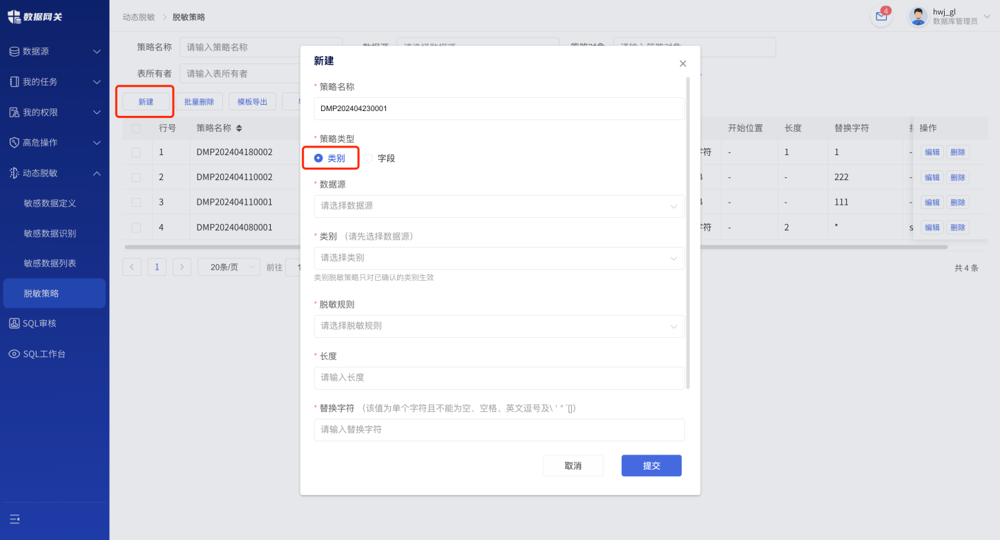 数据网关
动态脱敏 > 脱敏策略
4
hwj_gl
数据库管理员
数据源
我的任务
我的权限
高危操作
动态脱敏
敏感数据定义
敏感数据识别
敏感数据列表
脱敏策略
SQL审核
SQL工作台
策略名称 请输入策略名称
表所有者 请输入表所有者
新建 批量删除 模板导出
行号 策略名称 开始位置 长度 替换字符 操作
1 DMP202404180002 字符 - 1 1 - 编辑 删除
2 DMP202404110002 - - 222 - 编辑 删除
3 DMP202404110001 - - 111 - 编辑 删除
4 DMP202404080001 字符 - 2 * s 编辑 删除
1 20条/页 前往 1
共 4 条
新建
* 策略名称
DMP202404230001
* 策略类型
类别 字段
* 数据源
请选择数据源
* 类别 （请先选择数据源）
请选择类别
类别脱敏策略只对已确认的类别生效
* 脱敏规则
请选择脱敏规则
* 长度
请输入长度
* 替换字符 （该值为单个字符且不能为空、空格、英文逗号及\ ' " `[]）
请输入替换字符
取消 提交